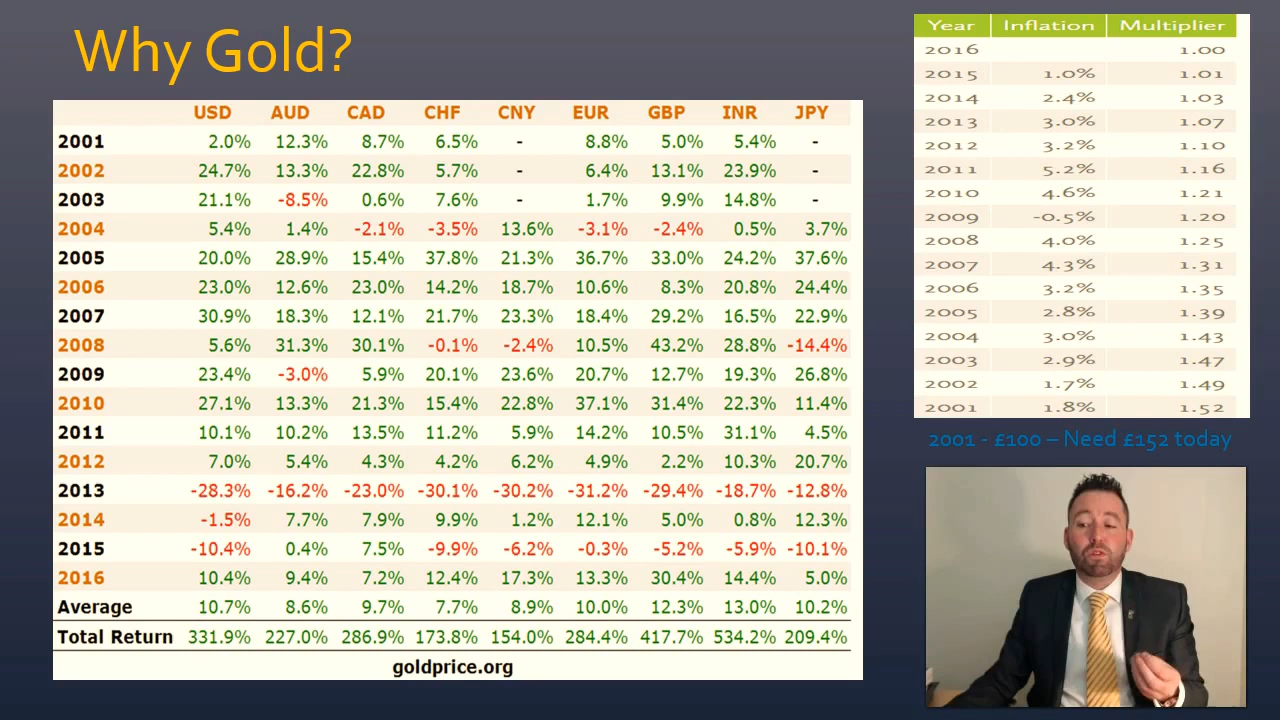 Why Gold?
USD AUD CAD CHF CNY EUR GBP INR JPY
2001 2.0% 12.3% 8.7% 6.5% - 8.8% 5.0% 5.4% -
2002 24.7% 13.3% 22.8% 5.7% - 6.4% 13.1% 23.9% -
2003 21.1% -8.5% 0.6% 7.6% - 1.7% 9.9% 14.8% -
2004 5.4% 1.4% -2.1% -3.5% 13.6% -3.1% -2.4% 0.5% 3.7%
2005 20.0% 28.9% 15.4% 37.8% 21.3% 36.7% 33.0% 24.2% 37.6%
2006 23.0% 12.6% 23.0% 14.2% 18.7% 10.6% 8.3% 20.8% 24.4%
2007 30.9% 18.3% 12.1% 21.7% 23.3% 18.4% 29.2% 16.5% 22.9%
2008 5.6% 31.3% 30.1% -0.1% -2.4% 10.5% 43.2% 28.8% -14.4%
2009 23.4% -3.0% 5.9% 20.1% 23.6% 20.7% 12.7% 19.3% 26.8%
2010 27.1% 13.3% 21.3% 15.4% 22.8% 37.1% 31.4% 22.3% 11.4%
2011 10.1% 10.2% 13.5% 11.2% 5.9% 14.2% 10.5% 31.1% 4.5%
2012 7.0% 5.4% 4.3% 4.2% 6.2% 4.9% 2.2% 10.3% 20.7%
2013 -28.3% -16.2% -23.0% -30.1% -30.2% -31.2% -29.4% -18.7% -12.8%
2014 -1.5% 7.7% 7.9% 9.9% 1.2% 12.1% 5.0% 0.8% 12.3%
2015 -10.4% 0.4% 7.5% -9.9% -6.2% -0.3% -5.2% -5.9% -10.1%
2016 10.4% 9.4% 7.2% 12.4% 17.3% 13.3% 30.4% 14.4% 5.0%
Average 10.7% 8.6% 9.7% 7.7% 8.9% 10.0% 12.3% 13.0% 10.2%
Total Return 331.9% 227.0% 286.9% 173.8% 154.0% 284.4% 417.7% 534.2% 209.4%
goldprice.org
Year Inflation Multiplier
2016 1.00
2015 1.0% 1.01
2014 2.4% 1.03
2013 3.0% 1.07
2012 3.2% 1.10
2011 5.2% 1.16
2010 4.6% 1.21
2009 -0.5% 1.20
2008 4.0% 1.25
2007 4.3% 1.31
2006 3.2% 1.35
2005 2.8% 1.39
2004 3.0% 1.43
2003 2.9% 1.47
2002 1.7% 1.49
2001 1.8% 1.52
2001 - £100 – Need £152 today